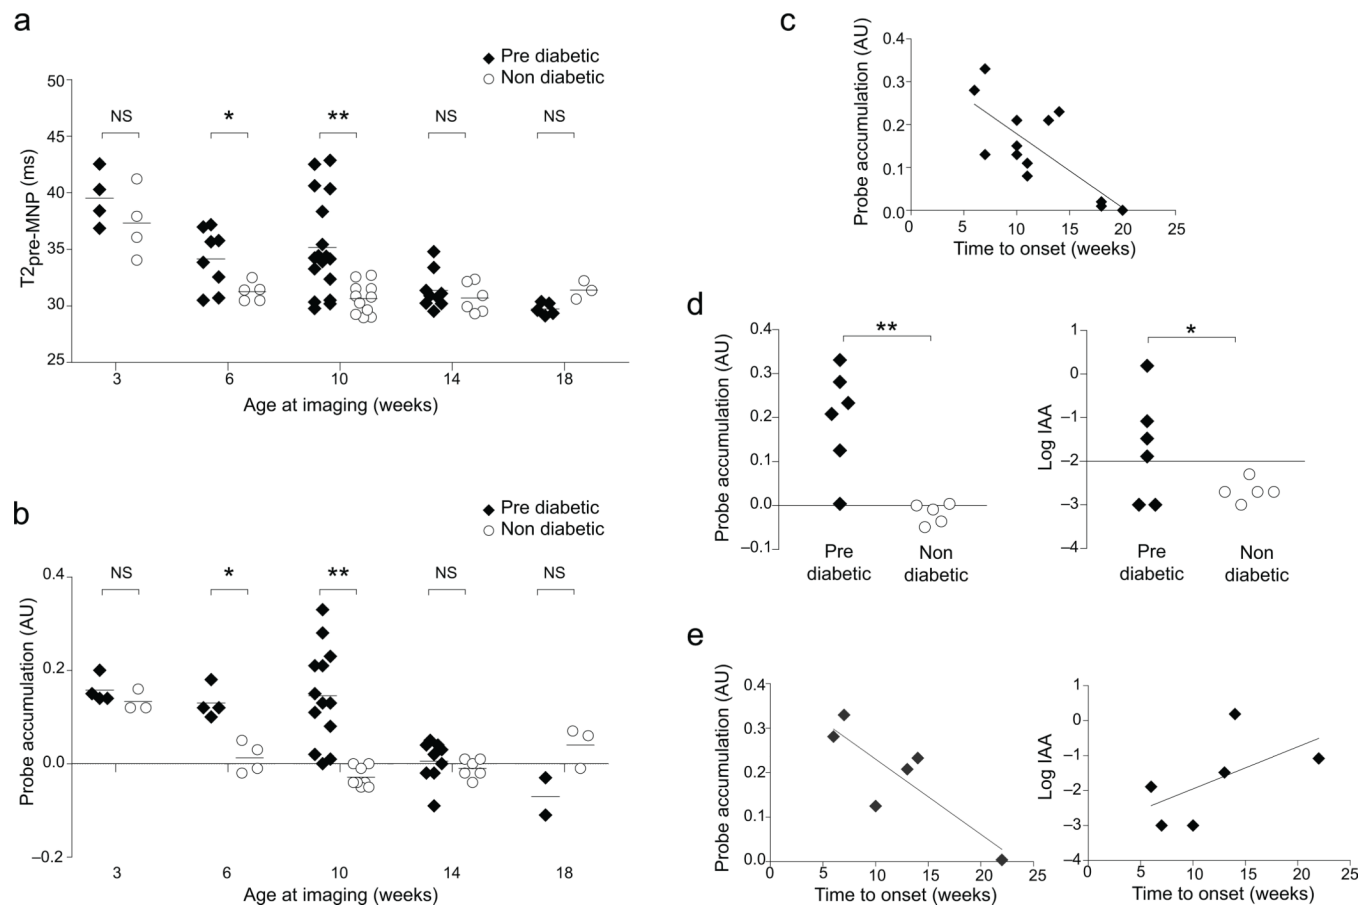 a
Pre diabetic
Non diabetic
T2pre-MNP (ms)
50
45
40
35
30
25
NS
*
**
NS
NS
3
6
10
14
18
Age at imaging (weeks)
b
Pre diabetic
Non diabetic
Probe accumulation (AU)
0.4
0.2
0.0
–0.2
NS
*
**
NS
NS
3
6
10
14
18
Age at imaging (weeks)
c
Probe accumulation (AU)
0.4
0.3
0.2
0.1
0.0
0
5
10
15
20
25
Time to onset (weeks)
d
Probe accumulation (AU)
0.4
0.3
0.2
0.1
0.0
–0.1
**
Pre diabetic
Non diabetic
Log IAA
1
0
–1
–2
–3
–4
*
Pre diabetic
Non diabetic
e
Probe accumulation (AU)
0.4
0.3
0.2
0.1
0.0
0
5
10
15
20
25
Time to onset (weeks)
Log IAA
1
0
–1
–2
–3
–4
0
5
10
15
20
25
Time to onset (weeks)